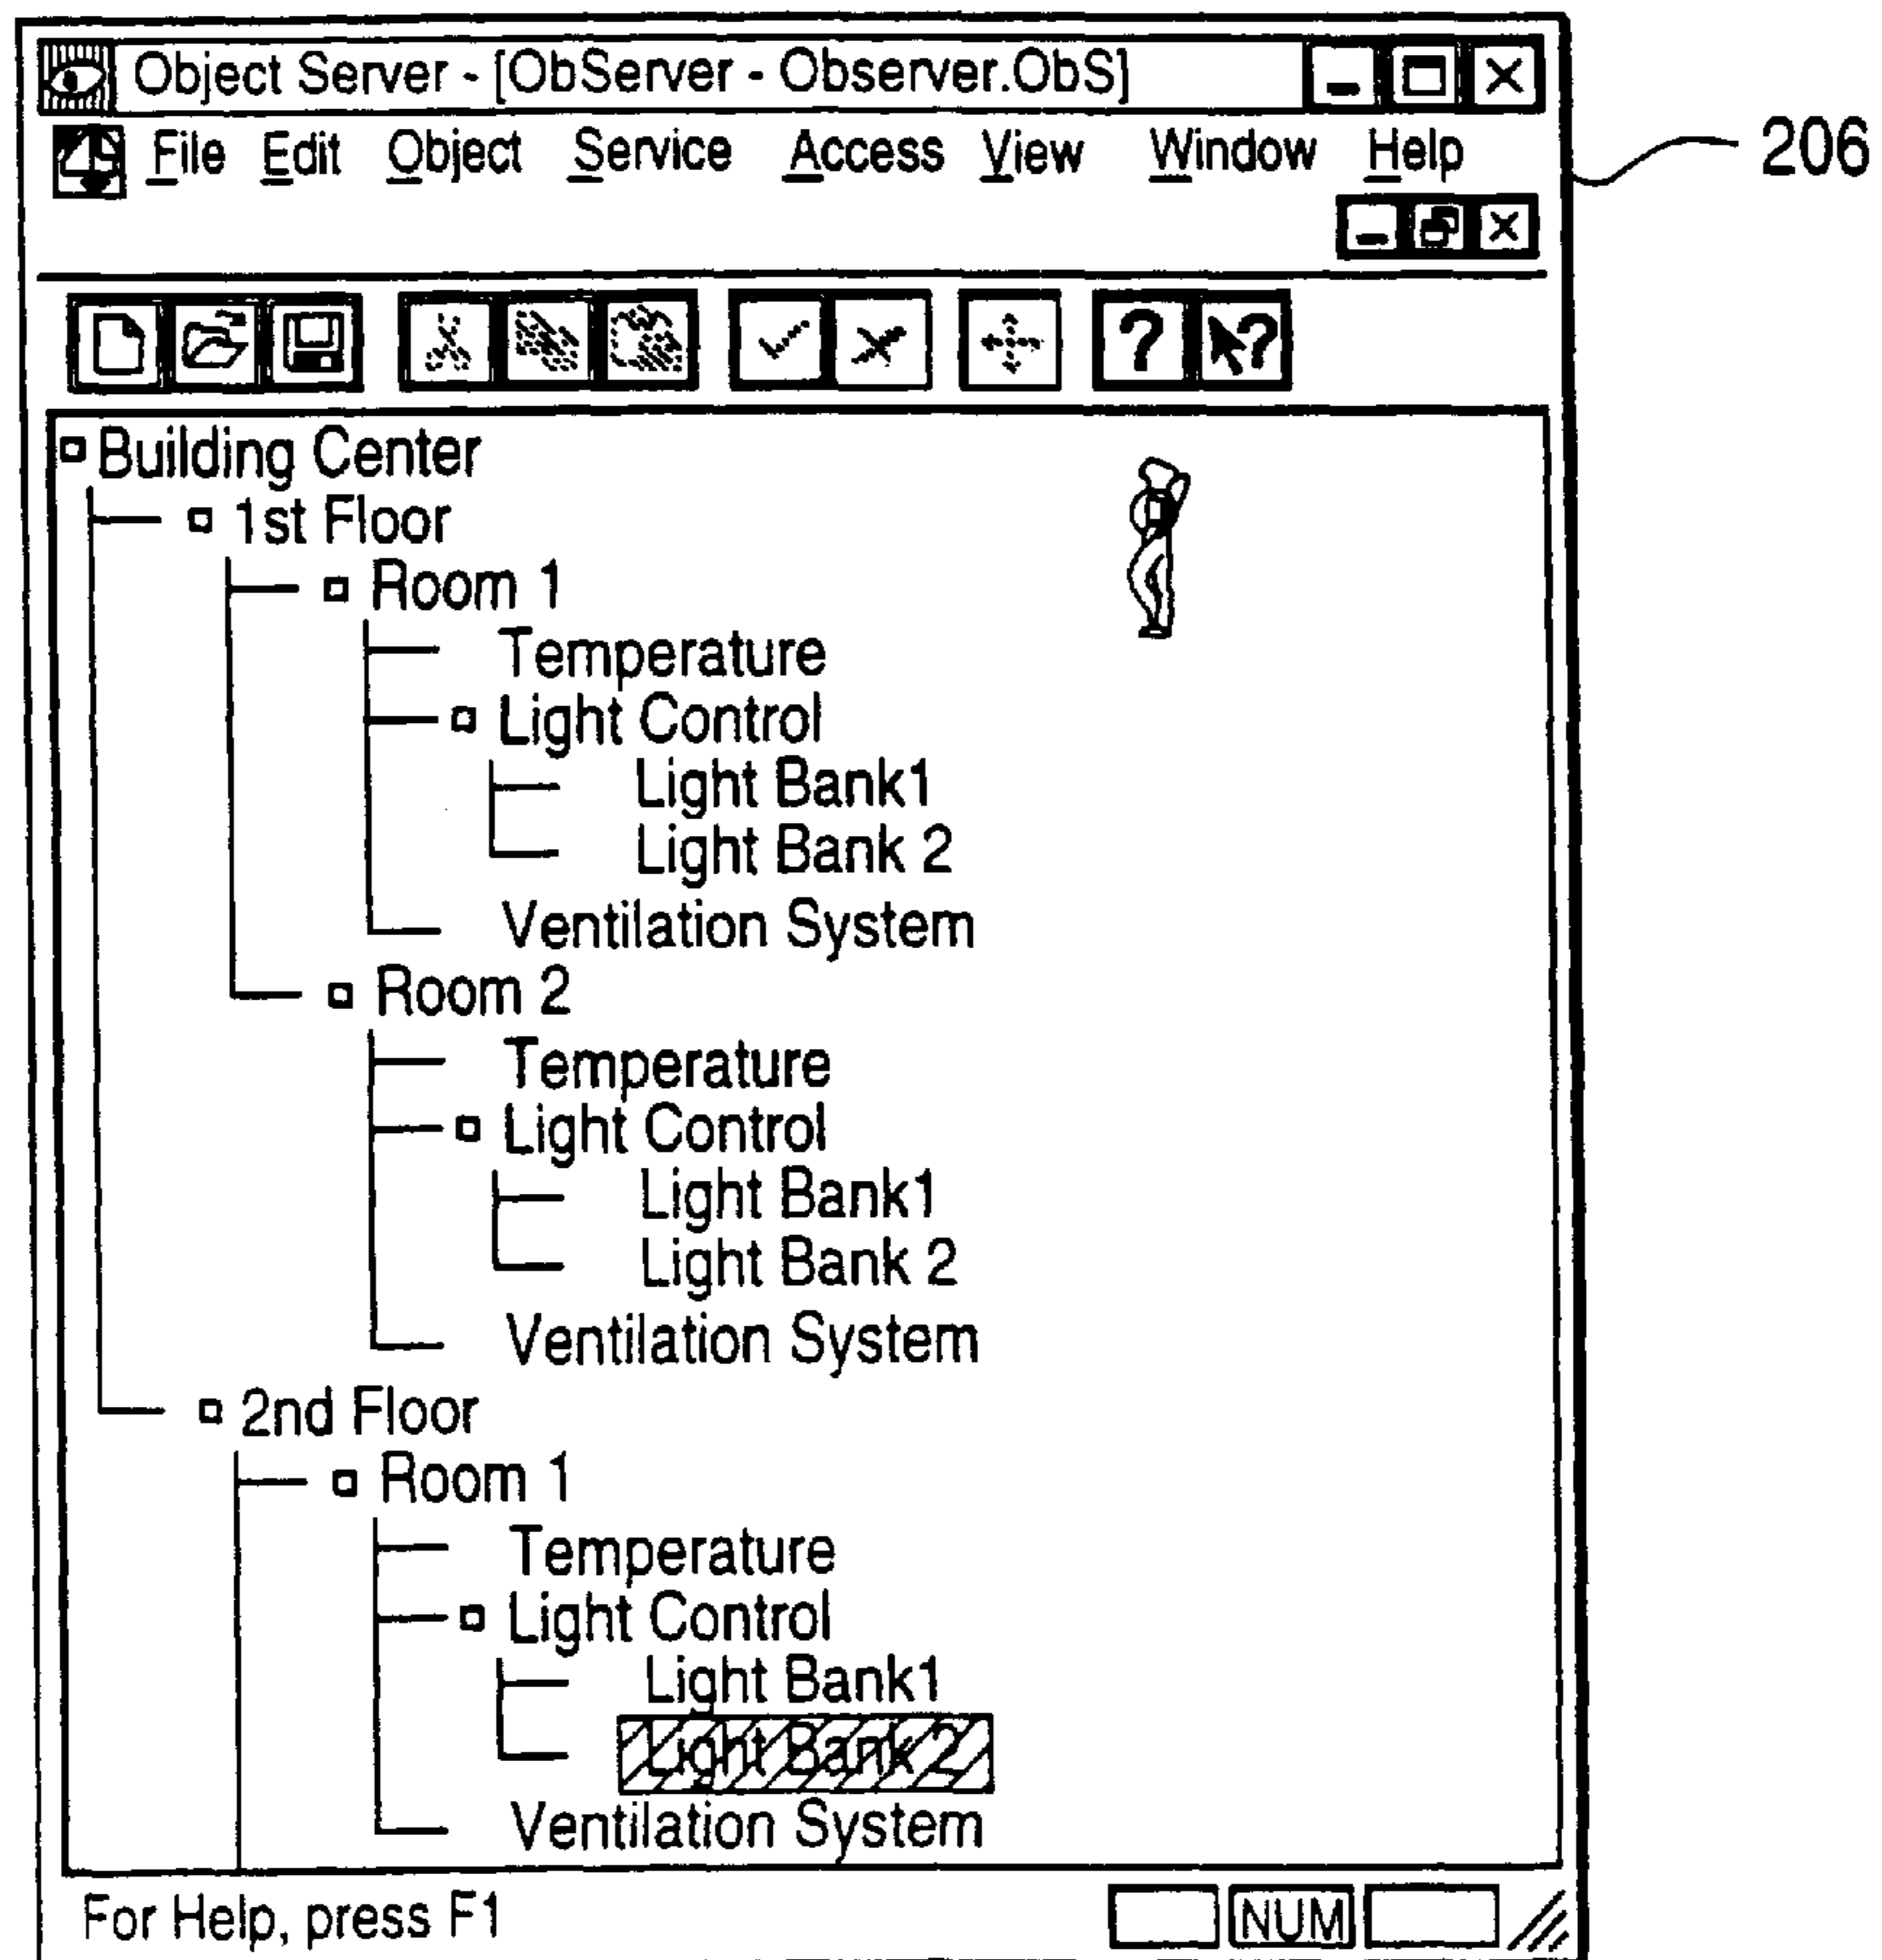 Object Server - [ObServer - Observer.ObS]
File Edit Object Service Access View Window Help
206
Building Center
1st Floor
Room 1
Temperature
Light Control
Light Bank1
Light Bank 2
Ventilation System
Room 2
Temperature
Light Control
Light Bank1
Light Bank 2
Ventilation System
2nd Floor
Room 1
Temperature
Light Control
Light Bank1
Light Bank 2
Ventilation System
For Help, press F1 NUM